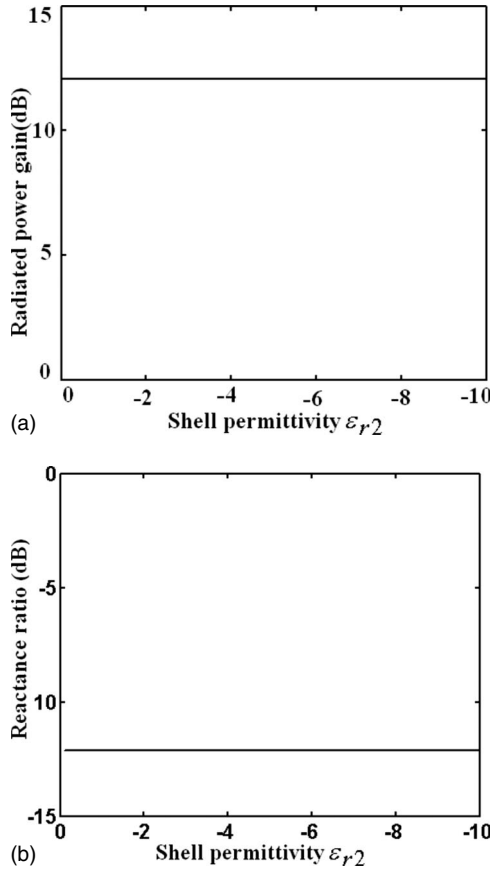 15
10
5
0
Radiated power gain(dB)
0 -2 -4 -6 -8 -10
Shell permittivity εr2
(a)
0
-5
10
-15
Reactance ratio (dB)
0 -2 -4 -6 -8 -10
Shell permittivity εr2
(b)